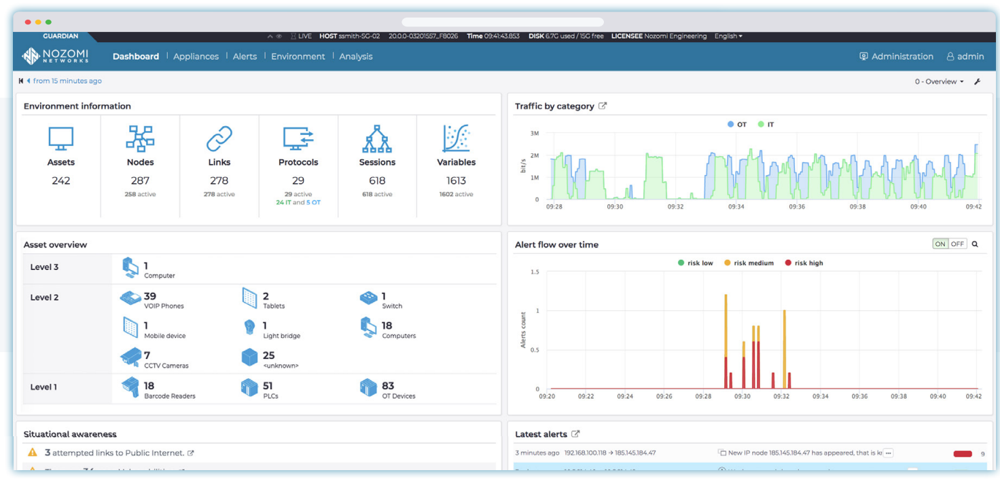 GUARDIAN
LIVE HOST ssmith-SG-02 20.0.0-03201557_F8026 Time 09:41:43.853 DISK 6.7G used / 15G free LICENSEE Nozomi Engineering English
NOZOMI NETWORKS
Dashboard Appliances Alerts Environment Analysis Administration admin
from 15 minutes ago 0 - Overview
Environment information
Assets Nodes Links Protocols Sessions Variables
242 287 278 29 618 1613
258 active 278 active 29 active 618 active 1602 active
24 IT and 5 OT
Traffic by category
OT IT
3M
2M
1M
0
bit/s
09:28 09:30 09:32 09:34 09:36 09:38 09:40 09:42
Asset overview
Level 3
1
Computer
Level 2
39 2 1
VOIP Phones Tablets Switch
1 1 18
Mobile device Light bridge Computers
7 25
CCTV Cameras <unknown>
Level 1
18 51 83
Barcode Readers PLCs OT Devices
Alert flow over time ON OFF
risk low risk medium risk high
1.5
1
0.5
0
Alerts count
09:20 09:22 09:24 09:26 09:28 09:30 09:32 09:34 09:36 09:38 09:40 09:42
Situational awareness
3 attempted links to Public Internet.
Latest alerts
3 minutes ago 192.168.100.118 → 185.145.184.47 New IP node 185.145.184.47 has appeared, that is kr ... 9